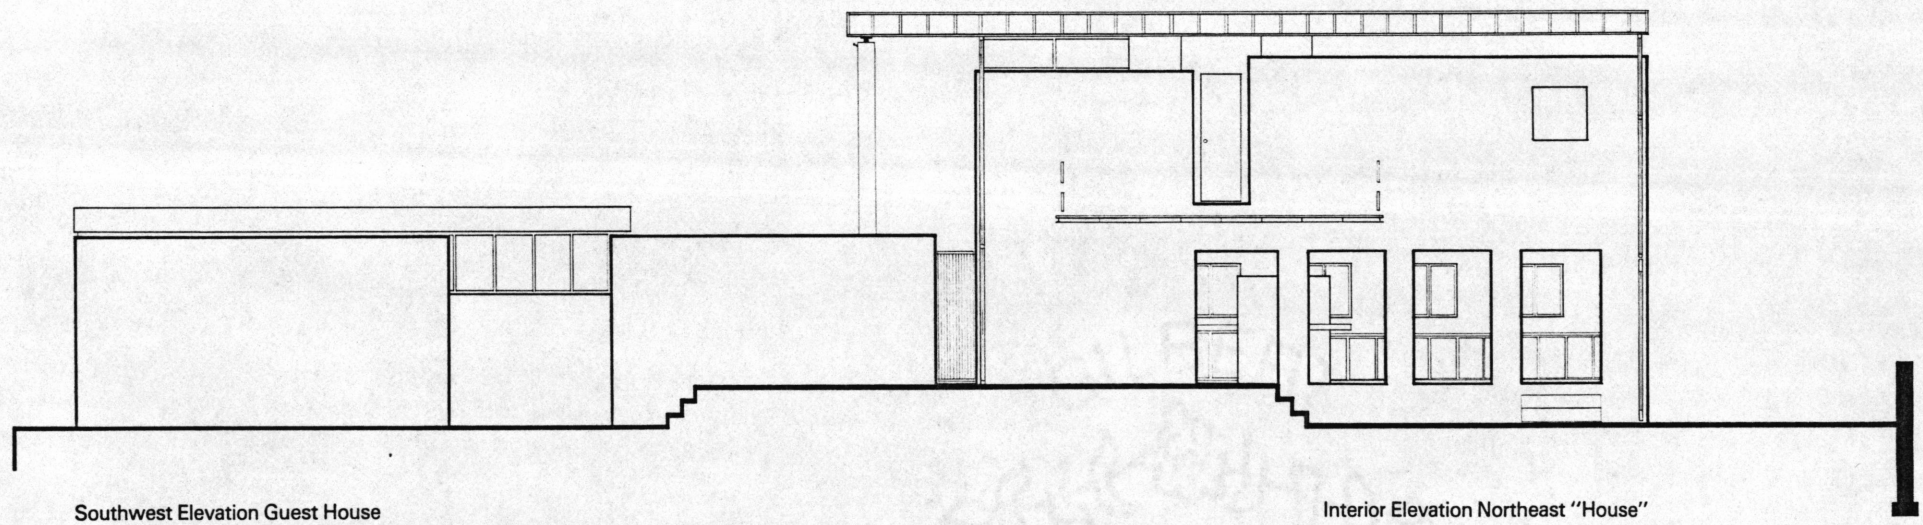 Southwest Elevation Guest House
Interior Elevation Northeast “House”